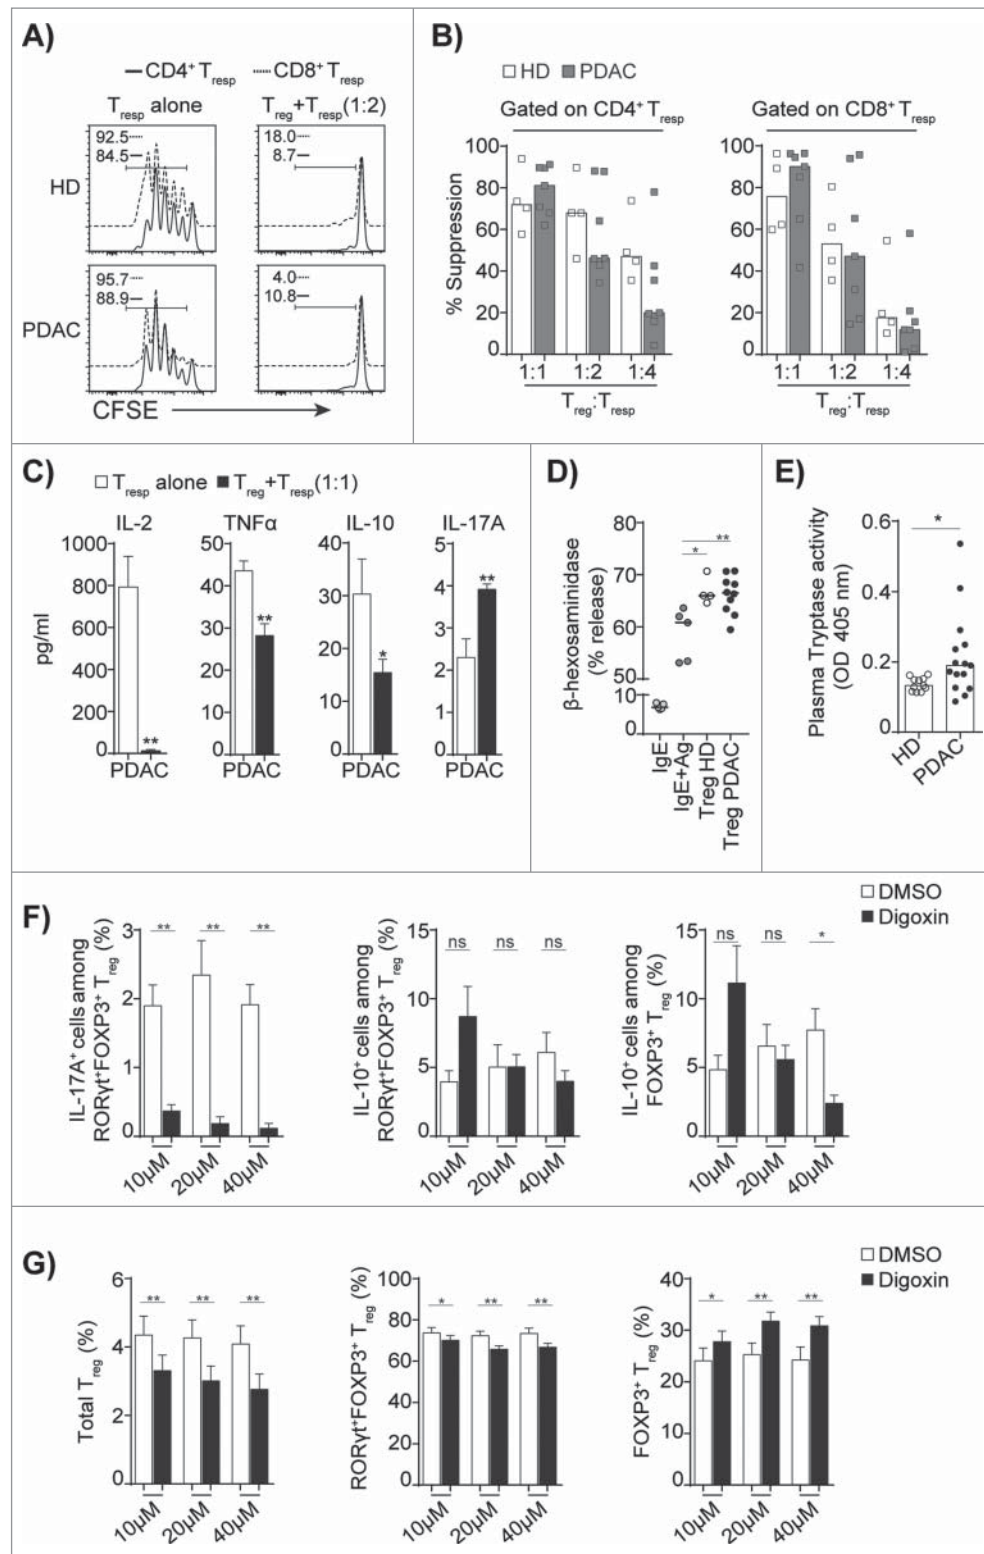 A)
CD4+ Tresp CD8+ Tresp
Tresp alone Treg+Tresp(1:2)
HD
92.5
84.5
18.0
8.7
PDAC
95.7
88.9
4.0
10.8
CFSE
B)
HD PDAC
Gated on CD4+ Tresp Gated on CD8+ Tresp
% Suppression
100
80
60
40
20
0
1:1 1:2 1:4
Treg:Tresp
100
80
60
40
20
0
1:1 1:2 1:4
Treg:Tresp
C)
Tresp alone Treg+Tresp(1:1)
IL-2 TNFα IL-10 IL-17A
pg/ml
1000
800
600
400
200
0
**
PDAC
50
40
30
20
10
0
**
PDAC
40
30
20
10
0
*
PDAC
5
4
3
2
1
0
**
PDAC
D)
β-hexosaminidase
(% release)
80
70
60
50
10
0
**
*
IgE
IgE+Ag
Treg HD
Treg PDAC
E)
Plasma Tryptase activity
(OD 405 nm)
0.6
0.4
0.2
0
*
HD
PDAC
F)
DMSO
Digoxin
IL-17A+ cells among
RORγt+FOXP3+ Treg (%)
3
2
1
0
** ** **
10µM 20µM 40µM
IL-10+ cells among
RORγt+FOXP3+ Treg (%)
15
10
5
0
ns ns ns
10µM 20µM 40µM
IL-10+ cells among
FOXP3+ Treg (%)
15
10
5
0
ns ns *
10µM 20µM 40µM
G)
DMSO
Digoxin
Total Treg (%)
6
4
2
0
** ** **
10µM 20µM 40µM
RORγt+FOXP3+ Treg (%)
100
80
60
40
20
0
* ** **
10µM 20µM 40µM
FOXP3+ Treg (%)
40
30
20
10
0
* ** **
10µM 20µM 40µM